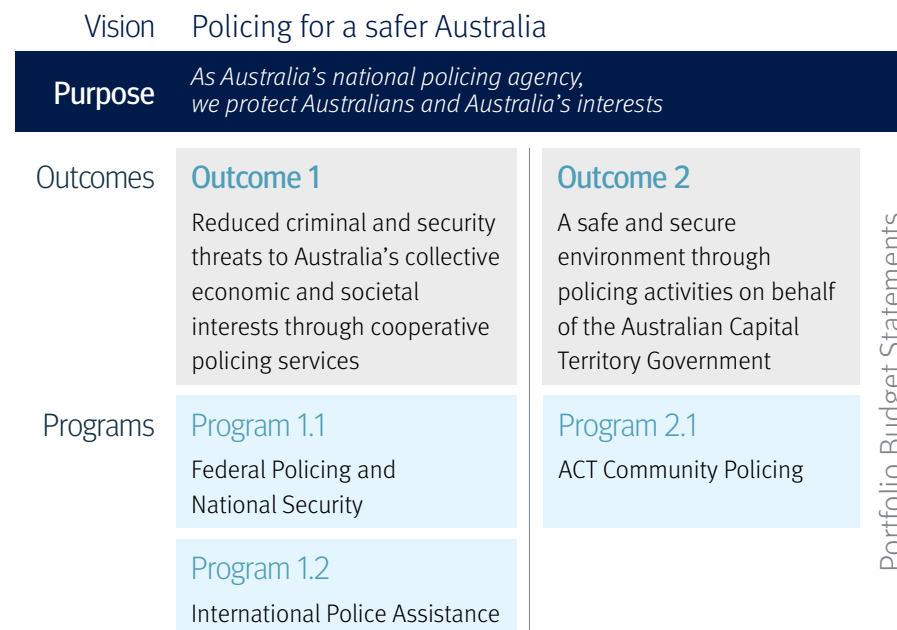 Vision Policing for a safer Australia
Purpose As Australia's national policing agency,
we protect Australians and Australia's interests
Outcomes
Outcome 1
Reduced criminal and security
threats to Australia's collective
economic and societal
interests through cooperative
policing services
Outcome 2
A safe and secure
environment through
policing activities on behalf
of the Australian Capital
Territory Government
Programs
Program 1.1
Federal Policing and
National Security
Program 2.1
ACT Community Policing
Program 1.2
International Police Assistance
Portfolio Budget Statements